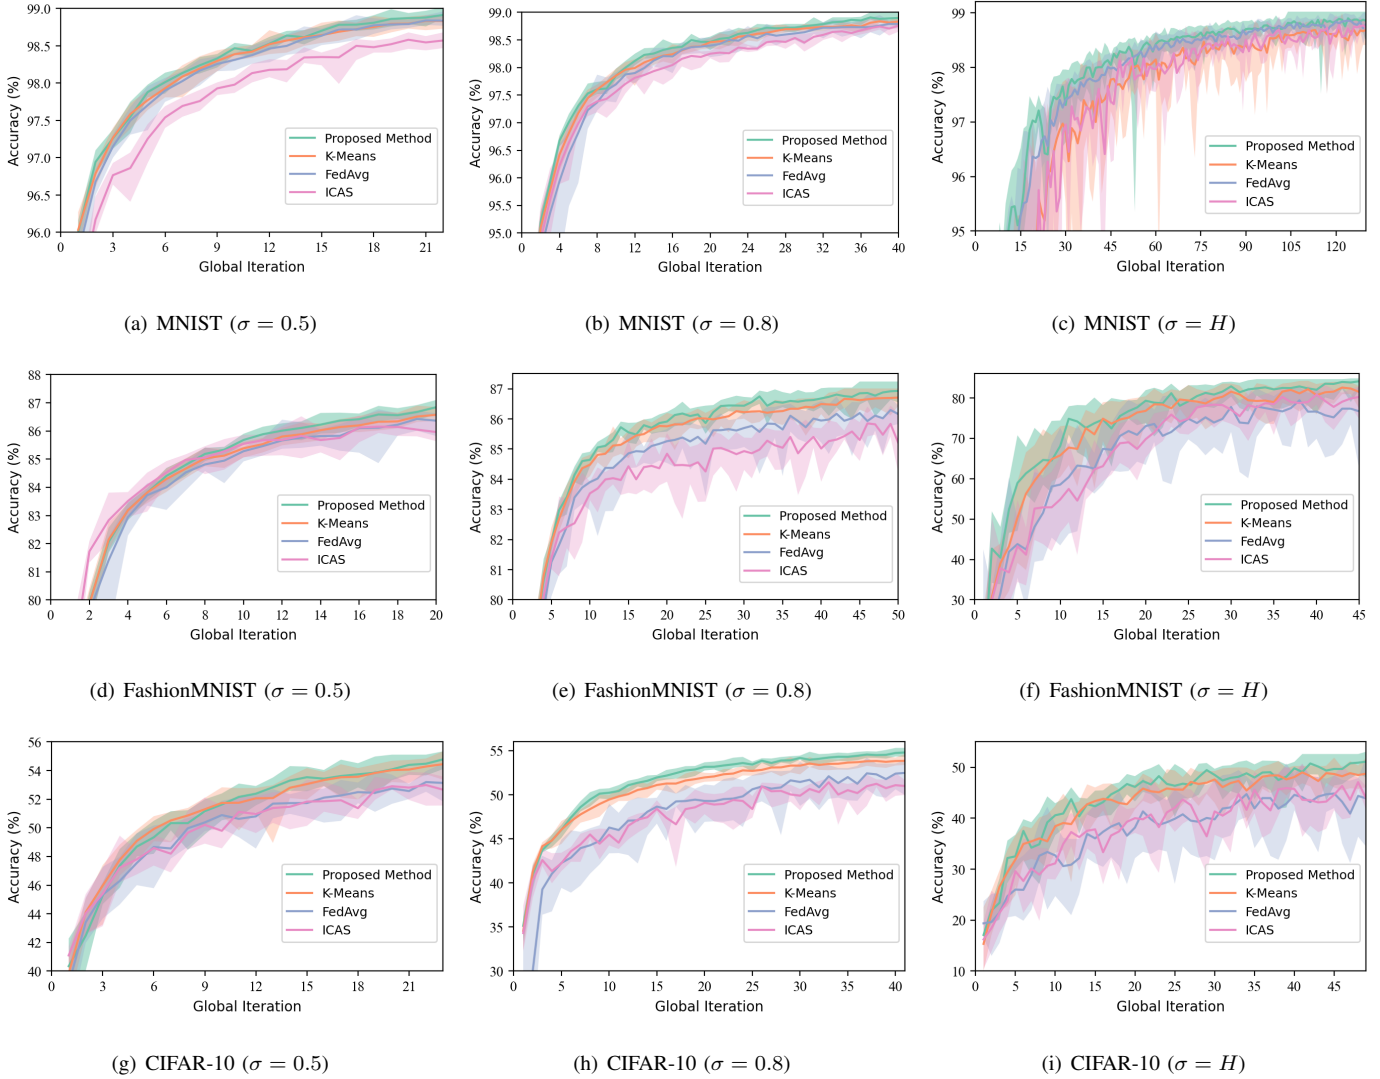 99.0
98.5
98.0
97.5
97.0
96.5
96.0
Accuracy (%)
0 3 6 9 12 15 18 21
Global Iteration
Proposed Method
K-Means
FedAvg
ICAS
(a) MNIST (σ = 0.5)
99.0
98.5
98.0
97.5
97.0
96.5
96.0
95.5
95.0
Accuracy (%)
0 4 8 12 16 20 24 28 32 36 40
Global Iteration
Proposed Method
K-Means
FedAvg
ICAS
(b) MNIST (σ = 0.8)
99
98
97
96
95
Accuracy (%)
0 15 30 45 60 75 90 105 120
Global Iteration
Proposed Method
K-Means
FedAvg
ICAS
(c) MNIST (σ = H)
88
87
86
85
84
83
82
81
80
Accuracy (%)
0 2 4 6 8 10 12 14 16 18 20
Global Iteration
Proposed Method
K-Means
FedAvg
ICAS
(d) FashionMNIST (σ = 0.5)
87
86
85
84
83
82
81
80
Accuracy (%)
0 5 10 15 20 25 30 35 40 45 50
Global Iteration
Proposed Method
K-Means
FedAvg
ICAS
(e) FashionMNIST (σ = 0.8)
80
70
60
50
40
30
Accuracy (%)
0 5 10 15 20 25 30 35 40 45
Global Iteration
Proposed Method
K-Means
FedAvg
ICAS
(f) FashionMNIST (σ = H)
56
54
52
50
48
46
44
42
40
Accuracy (%)
0 3 6 9 12 15 18 21
Global Iteration
Proposed Method
K-Means
FedAvg
ICAS
(g) CIFAR-10 (σ = 0.5)
55
50
45
40
35
30
Accuracy (%)
0 5 10 15 20 25 30 35 40
Global Iteration
Proposed Method
K-Means
FedAvg
ICAS
(h) CIFAR-10 (σ = 0.8)
50
40
30
20
10
Accuracy (%)
0 5 10 15 20 25 30 35 40 45
Global Iteration
Proposed Method
K-Means
FedAvg
ICAS
(i) CIFAR-10 (σ = H)